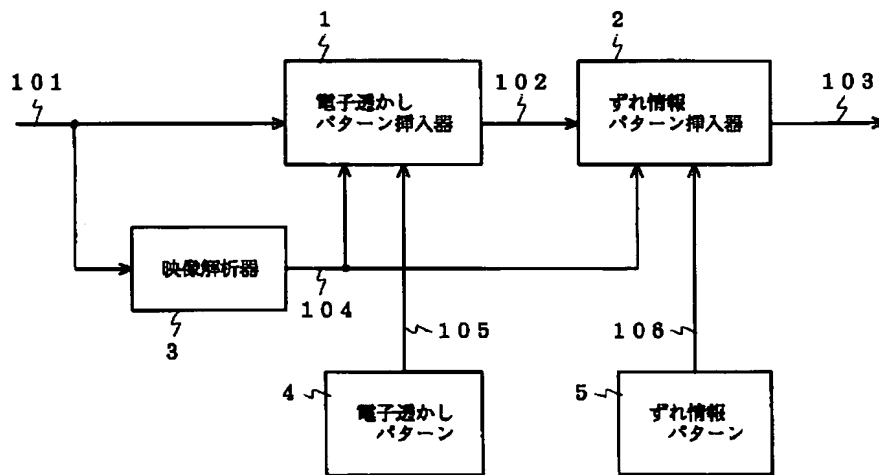 1
2
101
電子透かし
パターン挿入器
102
ずれ情報
パターン挿入器
103
映像解析器
104
3
105
106
4
電子透かし
パターン
5
ずれ情報
パターン